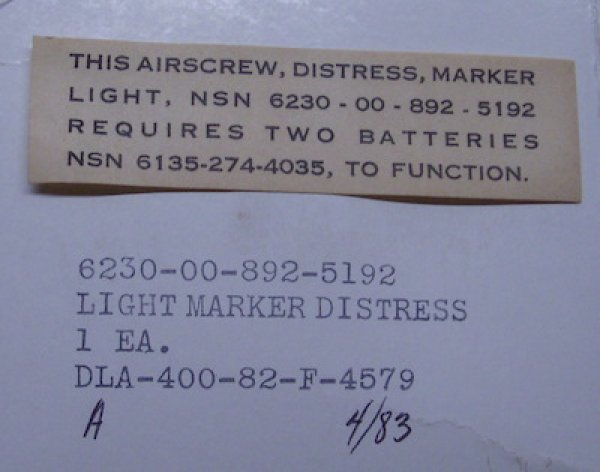 THIS AIRSCREW, DISTRESS, MARKER
LIGHT, NSN 6230 - 00 - 892 - 5192
REQUIRES TWO BATTERIES
NSN 6135-274-4035, TO FUNCTION.
6230-00-892-5192
LIGHT MARKER DISTRESS
1 EA.
DLA-400-82-F-4579
A 4/83